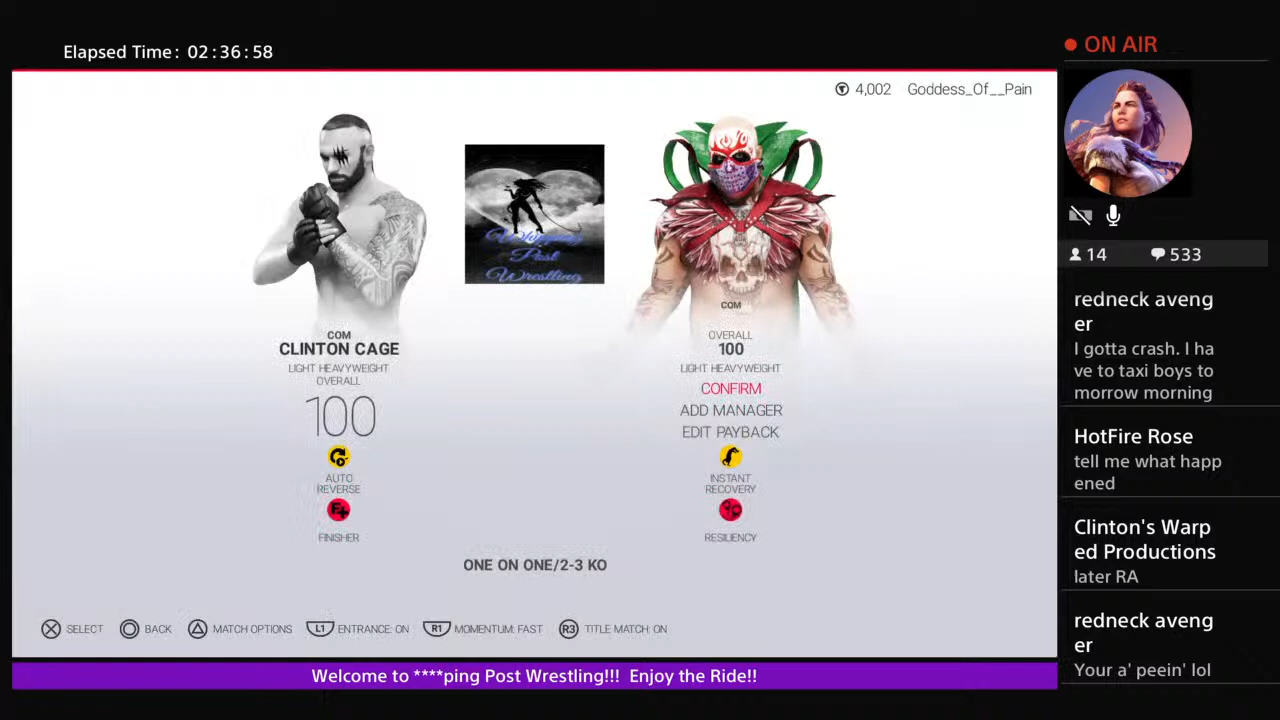 Elapsed Time: 02:36:58
ON AIR
4,002 Goddess_Of__Pain
Whipping
Post
Wrestling
COM
CLINTON CAGE
LIGHT HEAVYWEIGHT
OVERALL
100
AUTO
REVERSE
F+
FINISHER
COM
OVERALL
100
LIGHT HEAVYWEIGHT
CONFIRM
ADD MANAGER
EDIT PAYBACK
INSTANT
RECOVERY
RESILIENCY
ONE ON ONE/2-3 KO
SELECT BACK MATCH OPTIONS L1 ENTRANCE: ON R1 MOMENTUM: FAST R3 TITLE MATCH: ON
Welcome to ****ping Post Wrestling!!! Enjoy the Ride!!
14 533
redneck aveng
er
I gotta crash. I ha
ve to taxi boys to
morrow morning
HotFire Rose
tell me what happ
ened
Clinton's Warp
ed Productions
later RA
redneck aveng
er
Your a' peein' lol